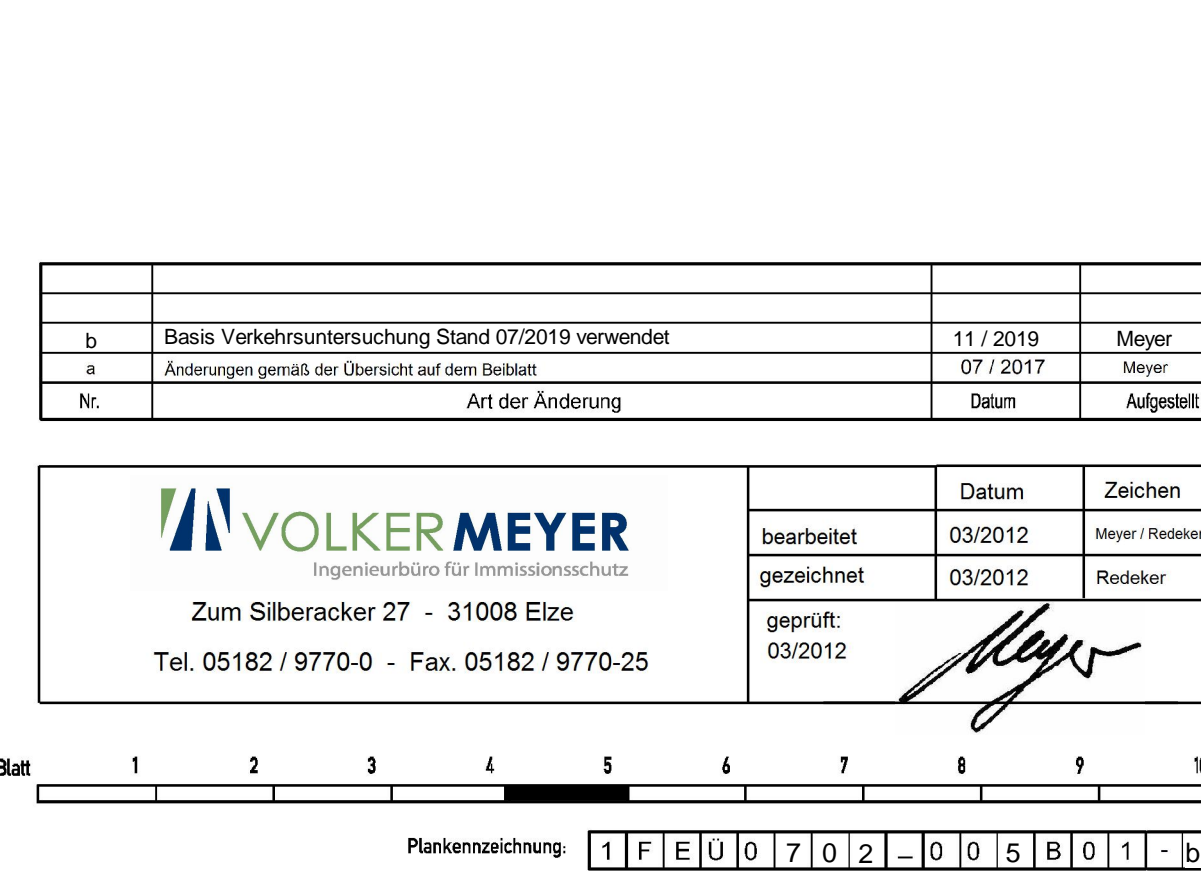 b Basis Verkehrsuntersuchung Stand 07/2019 verwendet 11 / 2019 Meyer
a Änderungen gemäß der Übersicht auf dem Beiblatt 07 / 2017 Meyer
Nr. Art der Änderung Datum Aufgestellt
VOLKER MEYER
Ingenieurbüro für Immissionsschutz
Zum Silberacker 27 - 31008 Elze
Tel. 05182 / 9770-0 - Fax. 05182 / 9770-25
Datum Zeichen
bearbeitet 03/2012 Meyer / Redeker
gezeichnet 03/2012 Redeker
geprüft:
03/2012 Meyer
Blatt 1 2 3 4 5 6 7 8 9 10
Plankennzeichnung: 1 F E Ü 0 7 0 2 _ 0 0 5 B 0 1 - b